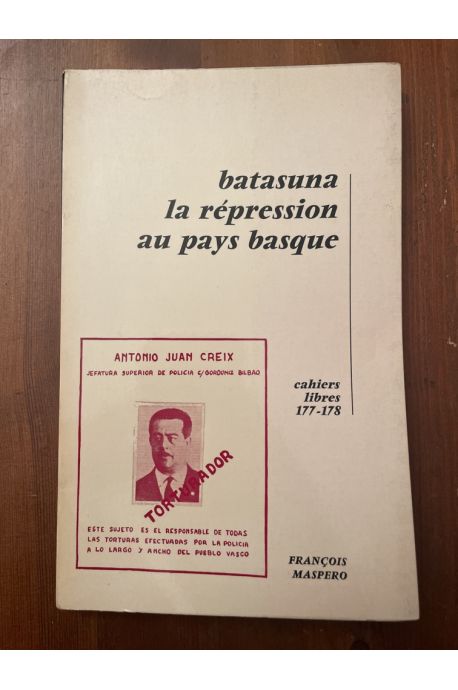 batasuna
la répression
au pays basque
ANTONIO JUAN CREIX
JEFATURA SUPERIOR DE POLICIA C/GORDONIZ BILBAO
TORTURADOR
ESTE SUJETO ES EL RESPONSABLE DE TODAS
LAS TORTURAS EFECTUADAS POR LA POLICIA
A LO LARGO Y ANCHO DEL PUEBLO VASCO
cahiers
libres
177-178
FRANÇOIS
MASPERO